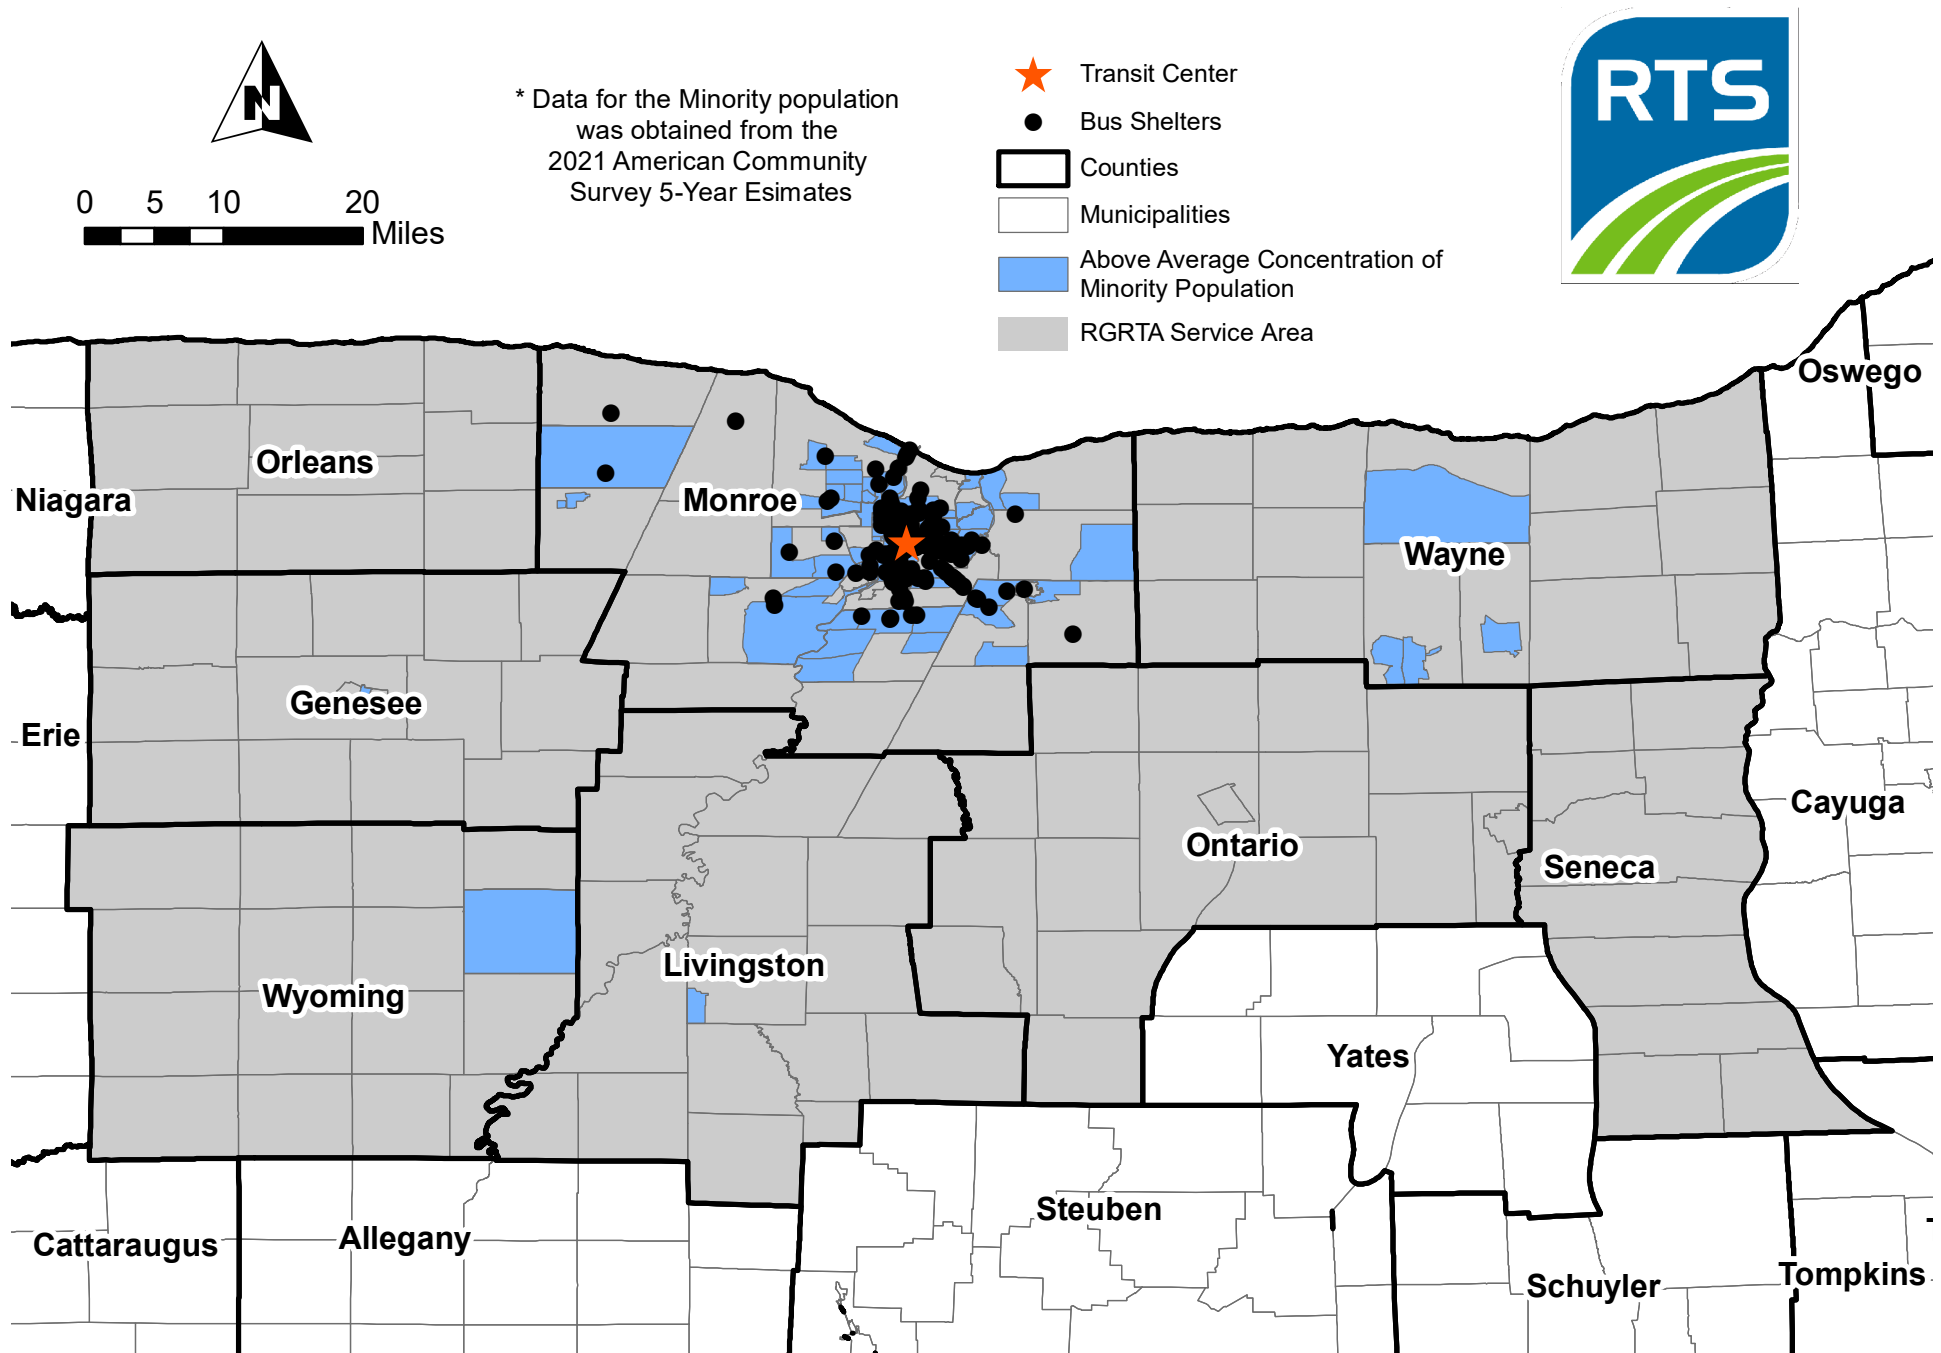 N
0 5 10 20
Miles
* Data for the Minority population
was obtained from the
2021 American Community
Survey 5-Year Esimates
Transit Center
Bus Shelters
Counties
Municipalities
Above Average Concentration of
Minority Population
RGRTA Service Area
RTS
Oswego
Orleans
Niagara
Monroe
Wayne
Genesee
Erie
Cayuga
Ontario
Seneca
Livingston
Wyoming
Yates
Steuben
Cattaraugus
Allegany
Schuyler
Tompkins